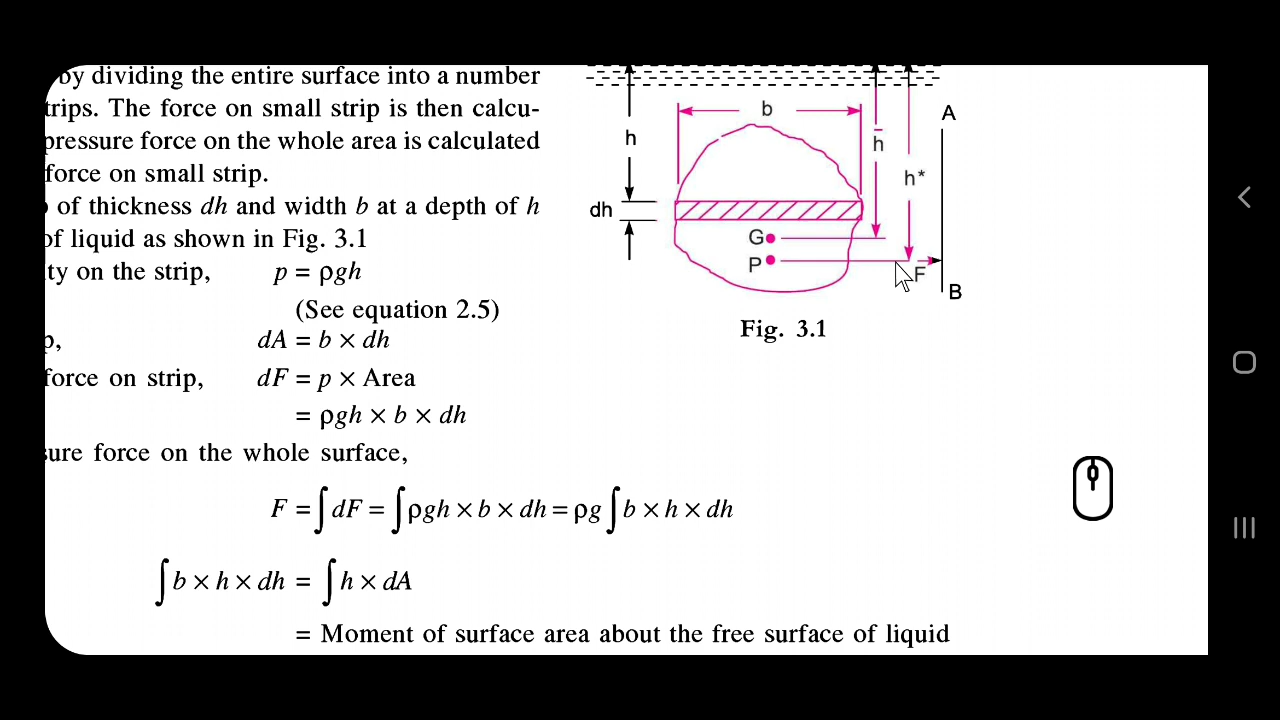 by dividing the entire surface into a number
trips. The force on small strip is then calcu-
pressure force on the whole area is calculated
force on small strip.
of thickness dh and width b at a depth of h
of liquid as shown in Fig. 3.1
ty on the strip, p = ρgh
(See equation 2.5)
p, dA = b × dh
force on strip, dF = p × Area
= ρgh × b × dh
sure force on the whole surface,
F = ∫ dF = ∫ ρgh × b × dh = ρg ∫ b × h × dh
∫ b × h × dh = ∫ h × dA
= Moment of surface area about the free surface of liquid
b
A
h
h̄
h*
dh
G
P
F
B
Fig. 3.1